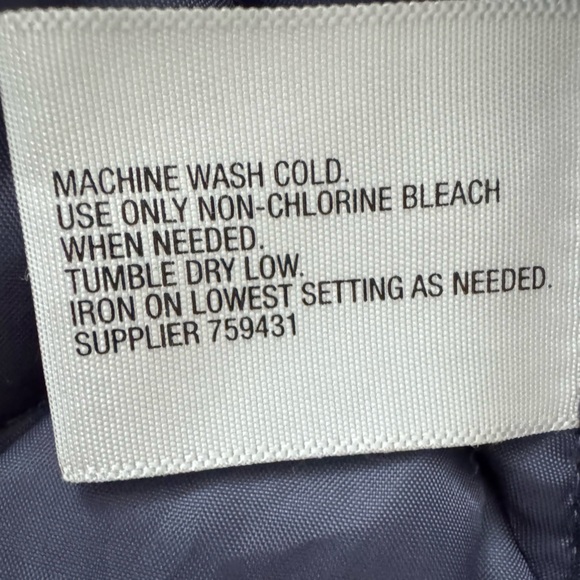 MACHINE WASH COLD.
USE ONLY NON-CHLORINE BLEACH
WHEN NEEDED.
TUMBLE DRY LOW.
IRON ON LOWEST SETTING AS NEEDED.
SUPPLIER 759431